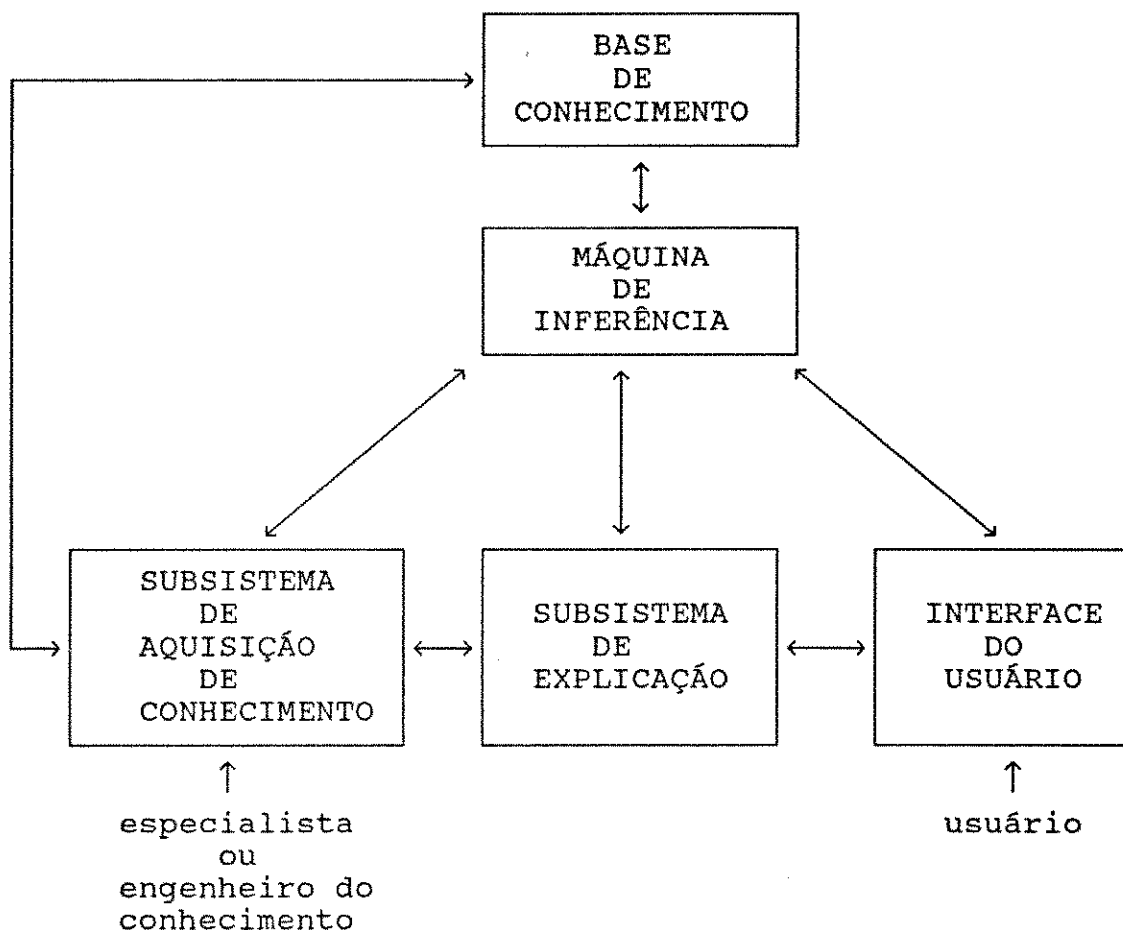 BASE
DE
CONHECIMENTO
MÁQUINA
DE
INFERÊNCIA
SUBSISTEMA
DE
AQUISIÇÃO
DE
CONHECIMENTO
SUBSISTEMA
DE
EXPLICAÇÃO
INTERFACE
DO
USUÁRIO
especialista
ou
engenheiro do
conhecimento
usuário